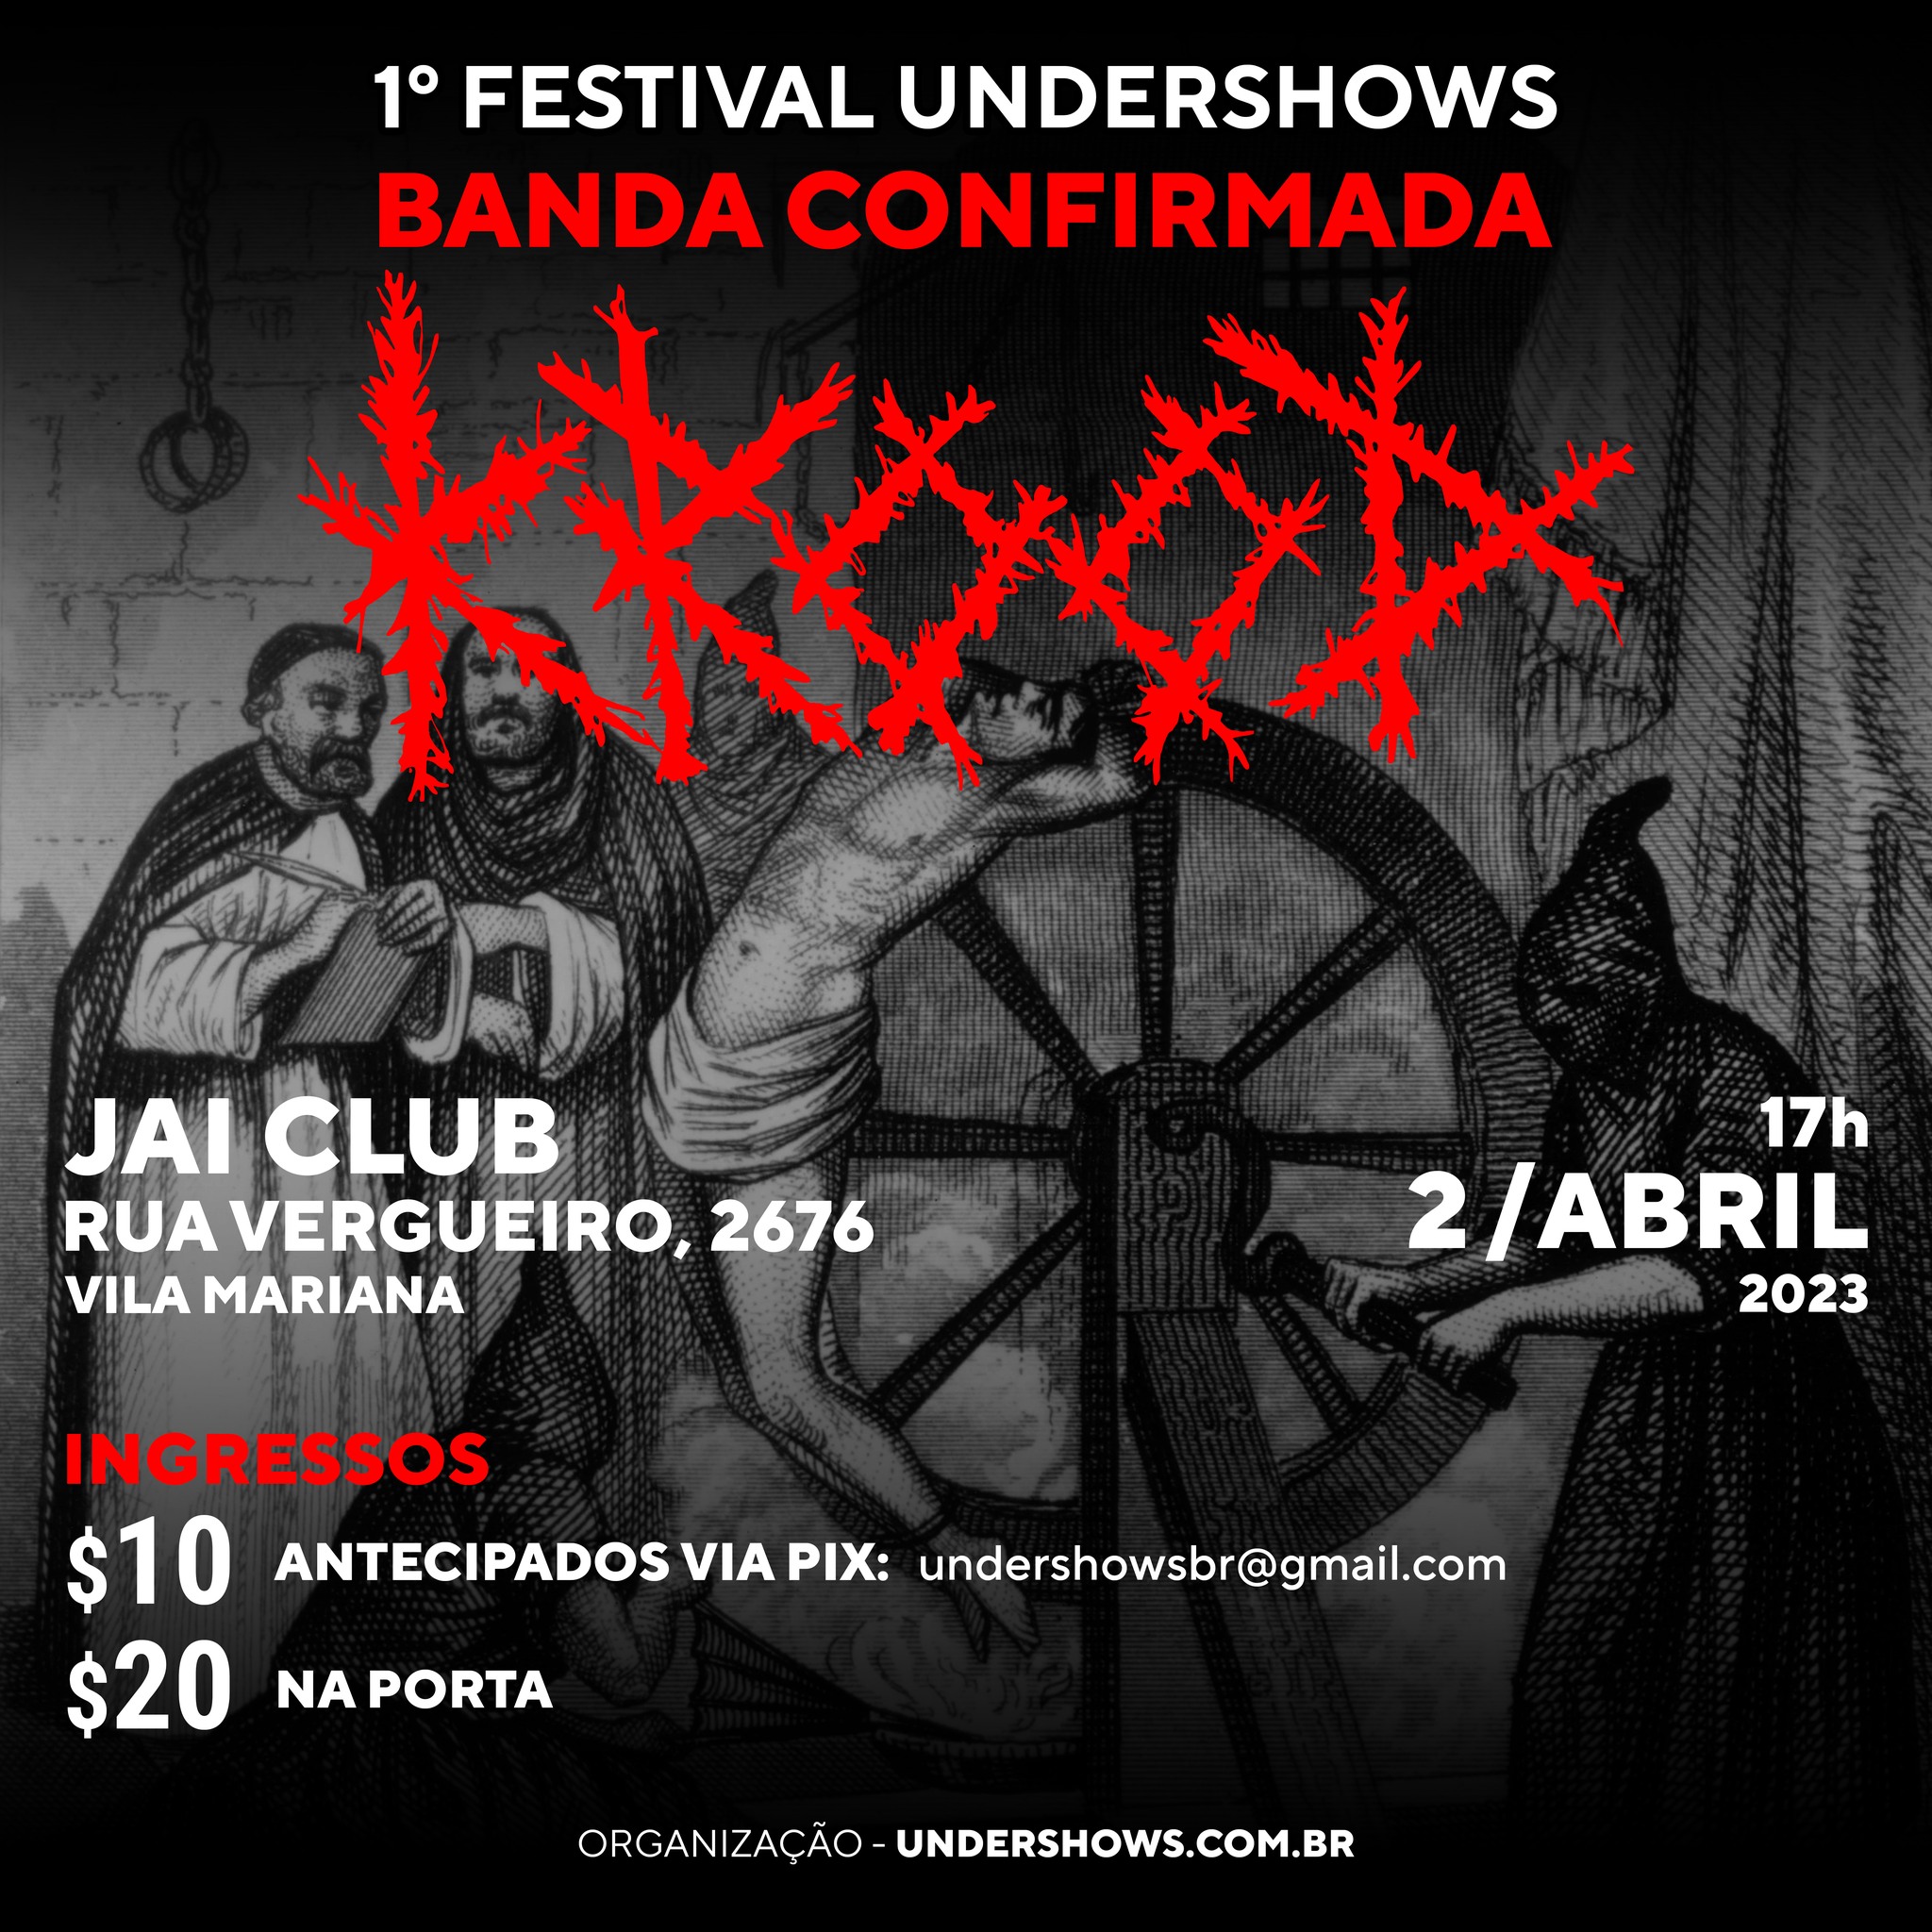 1º FESTIVAL UNDERSHOWS
BANDA CONFIRMADA
KROOD
JAI CLUB
RUA VERGUEIRO, 2676
VILA MARIANA
17h
2 /ABRIL
2023
INGRESSOS
$10 ANTECIPADOS VIA PIX: undershowsbr@gmail.com
$20 NA PORTA
ORGANIZAÇÃO - UNDERSHOWS.COM.BR